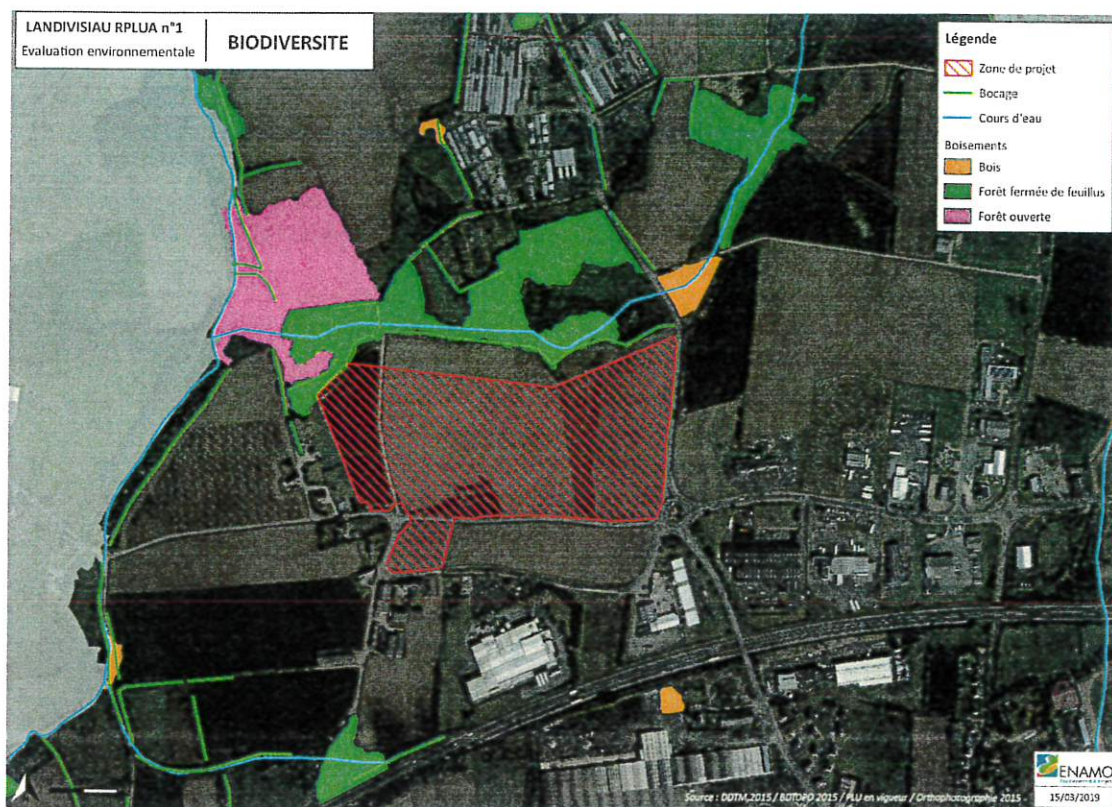 LANDIVISIAU RPLUA n°1
Evaluation environnementale
BIODIVERSITE
Légende
Zone de projet
Bocage
Cours d'eau
Boisements
Bois
Forêt fermée de feuillus
Forêt ouverte
ENAMO
Source : DDTM,2015 / BDTOPO 2015 / PLU en vigueur / Orthophotographie 2015 -
15/03/2019